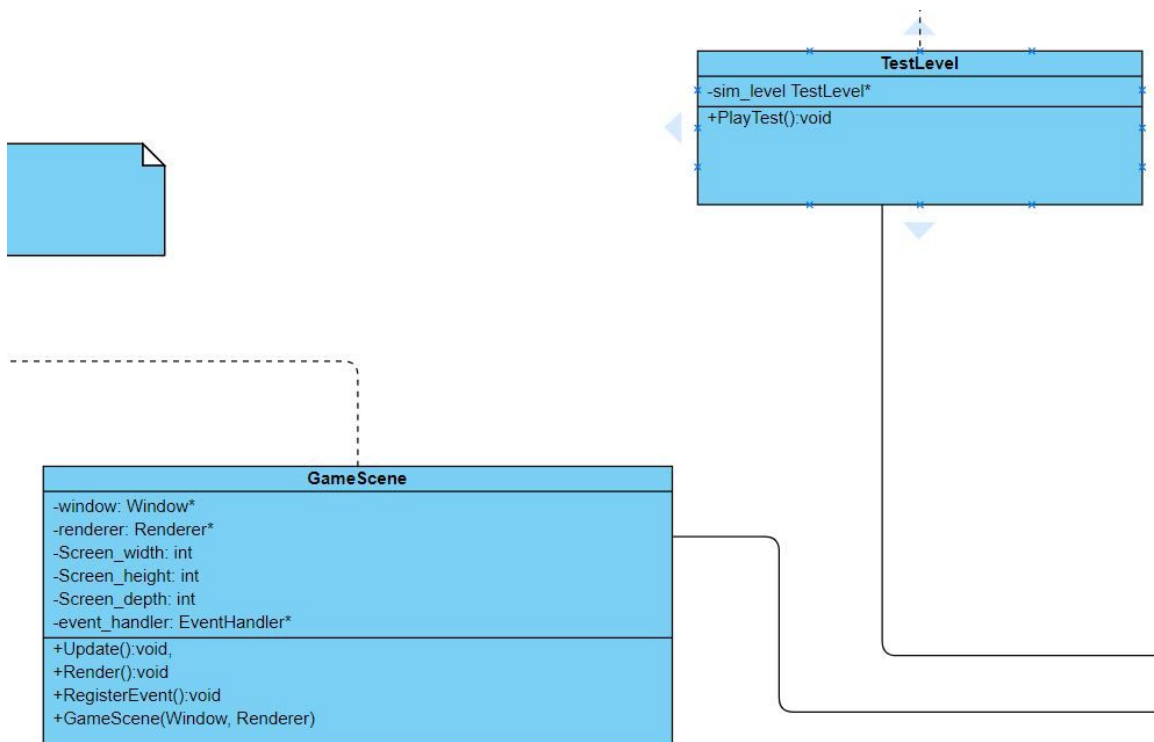 TestLevel
-sim_level TestLevel*
+PlayTest():void
GameScene
-window: Window*
-renderer: Renderer*
-Screen_width: int
-Screen_height: int
-Screen_depth: int
-event_handler: EventHandler*
+Update():void,
+Render():void
+RegisterEvent():void
+GameScene(Window, Renderer)